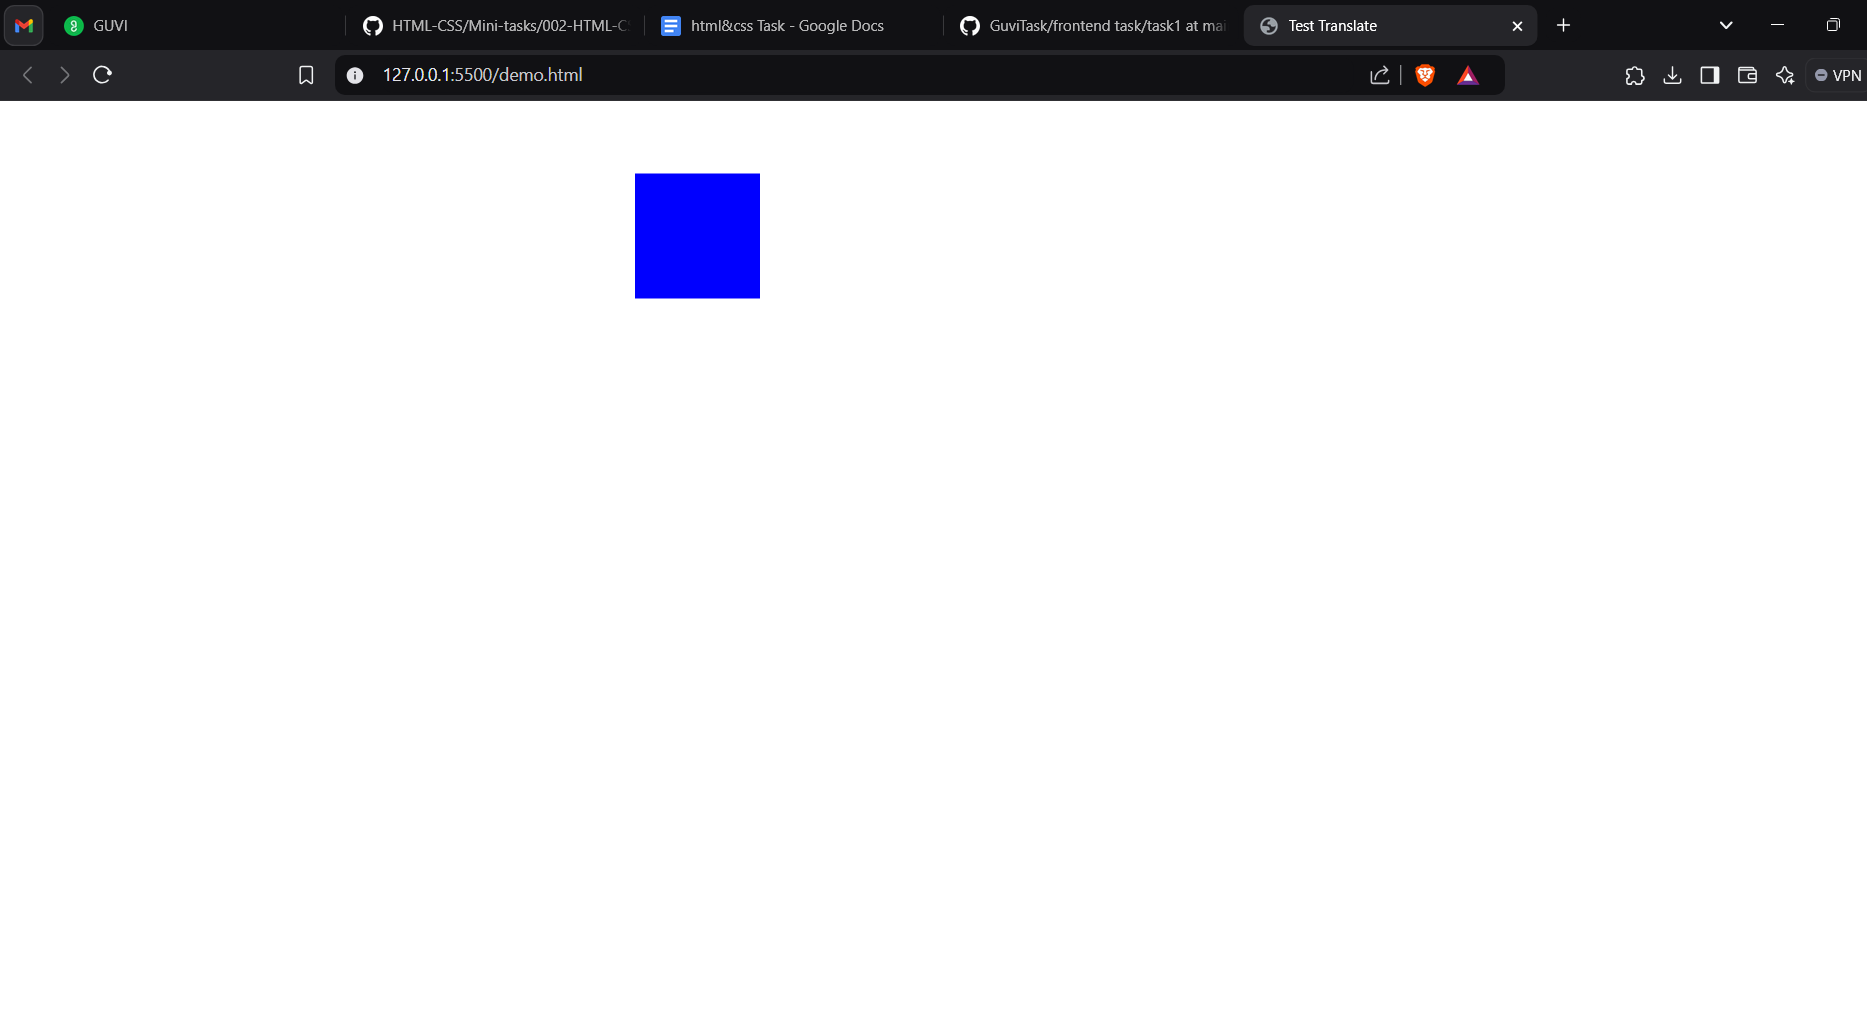 GUVI
HTML-CSS/Mini-tasks/002-HTML-C
html&css Task - Google Docs
GuviTask/frontend task/task1 at mai
Test Translate
127.0.0.1:5500/demo.html
VPN